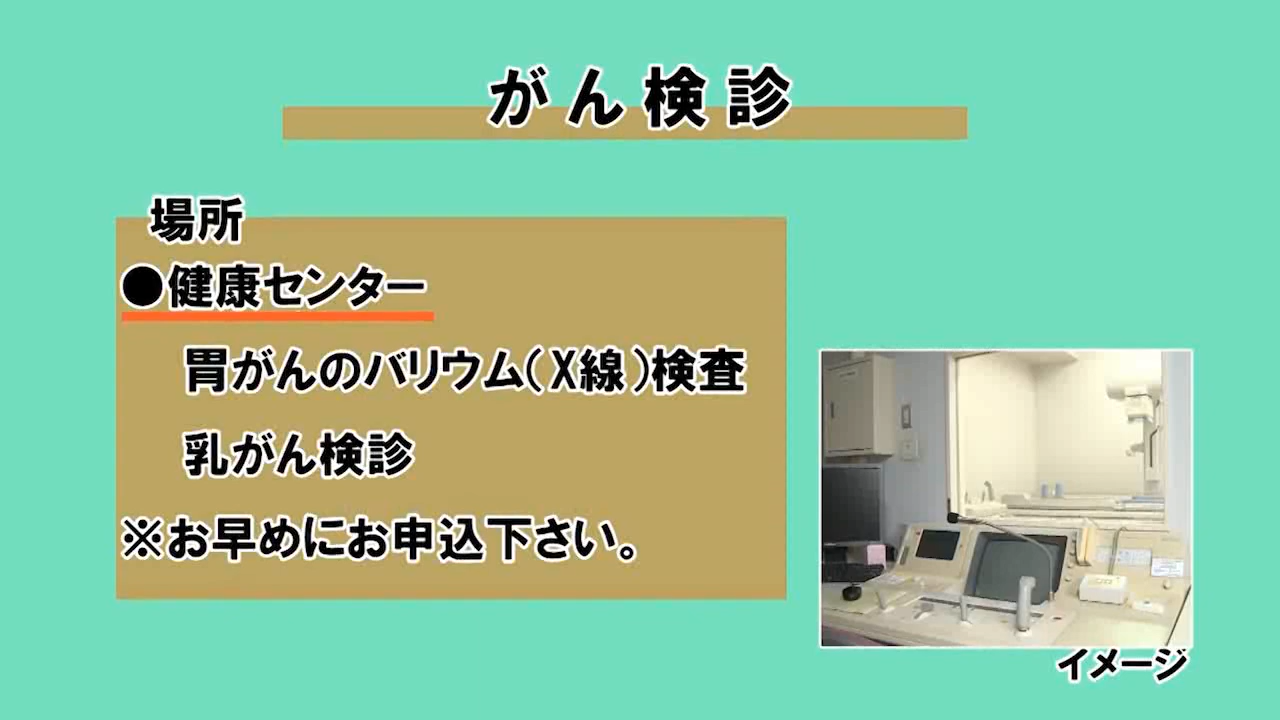 がん検診
場所
●健康センター
胃がんのバリウム(X線)検査
乳がん検診
※お早めにお申込下さい。
イメージ